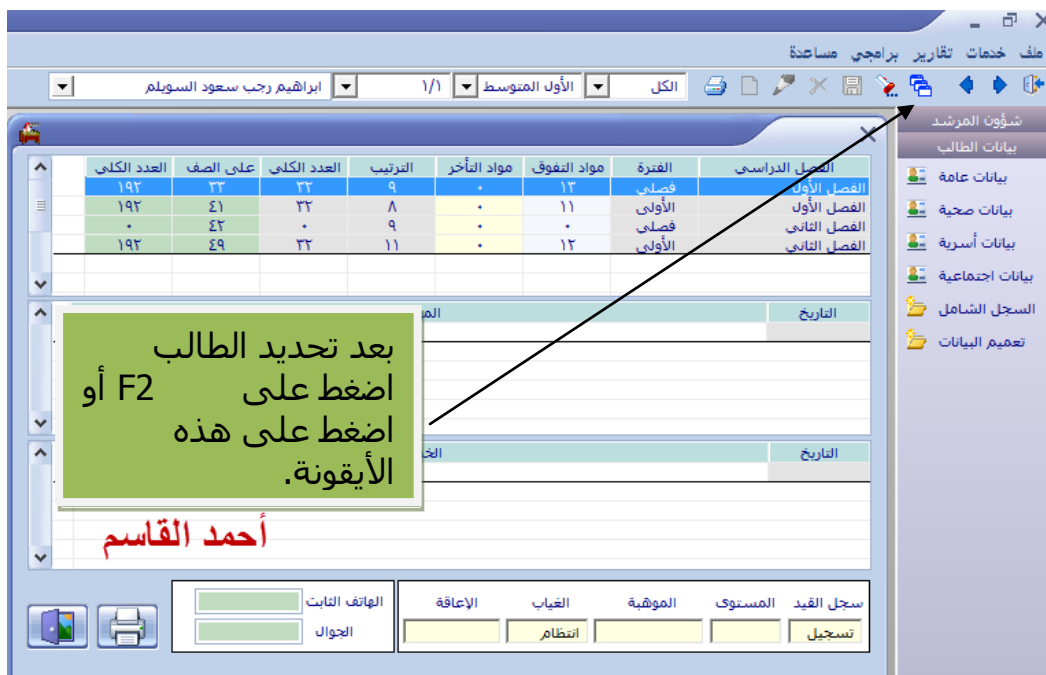 ملف خدمات تقارير برامجي مساعدة
الكل الأول المتوسط ١/١ ابراهيم رجب سعود السويلم
شؤون المرشد
بيانات الطالب
بيانات عامة
بيانات صحية
بيانات أسرية
بيانات اجتماعية
السجل الشامل
تعميم البيانات
الفصل الدراسي الفترة مواد التفوق مواد التأخر الترتيب العدد الكلي على الصف العدد الكلي
الفصل الأول فصلي ١٣ ٠ ٩ ٣٢ ٣٣ ١٩٢
الفصل الأول الأولى ١١ ٠ ٨ ٣٢ ٤١ ١٩٢
الفصل الثاني فصلي ٠ ٠ ٩ ٠ ٤٢ ٠
الفصل الثاني الأولى ١٢ ٠ ١١ ٣٢ ٤٩ ١٩٢
التاريخ
بعد تحديد الطالب
اضغط على F2 أو
اضغط على هذه
الأيقونة.
التاريخ
أحمد القاسم
سجل القيد المستوى الموهبة الغياب الإعاقة الهاتف الثابت
تسجيل انتظام الجوال